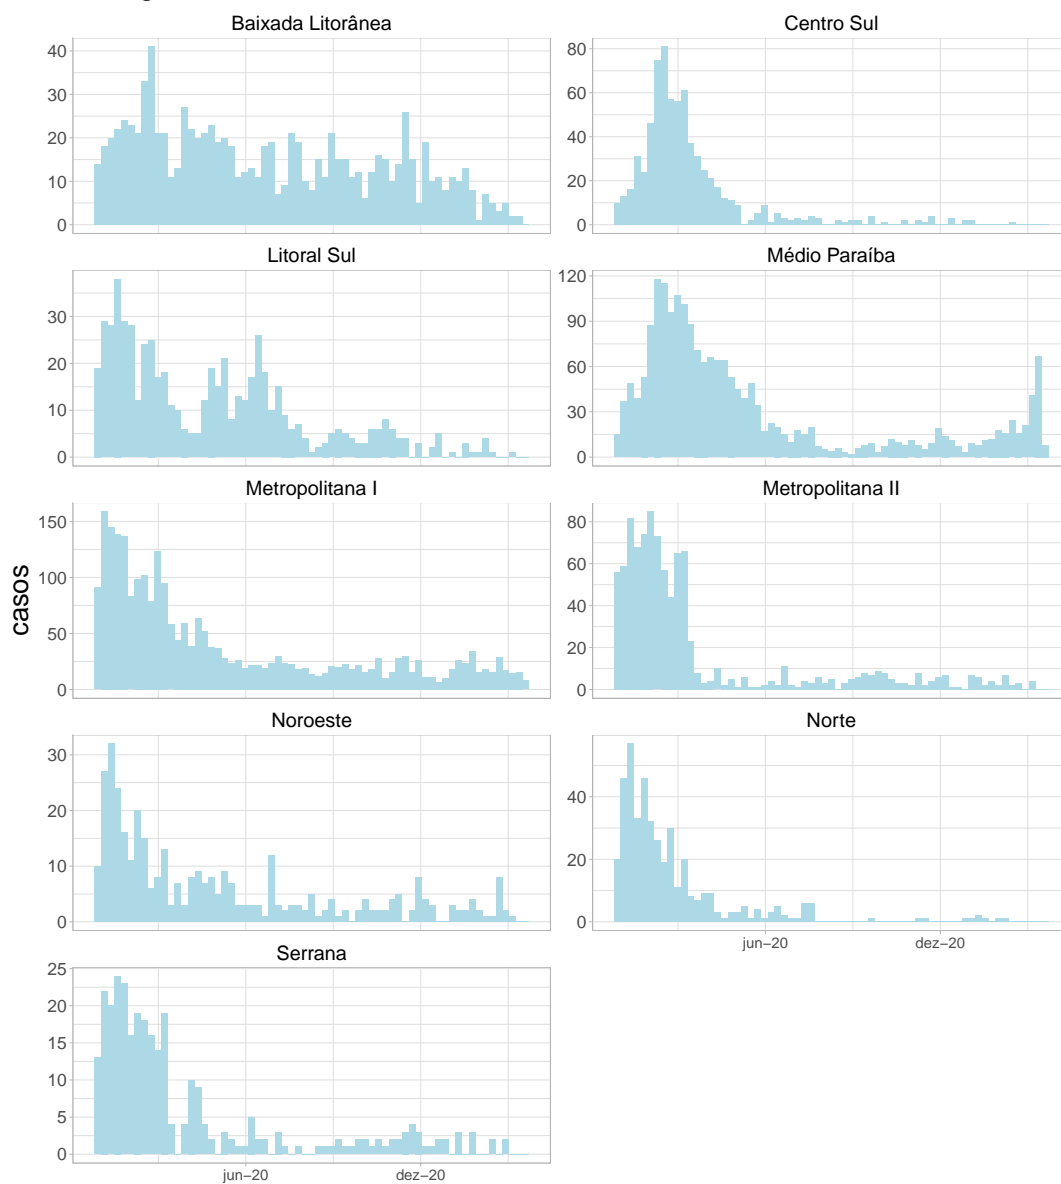 Baixada Litorânea
Centro Sul
40
30
20
10
0
80
60
40
20
0
Litoral Sul
Médio Paraíba
30
20
10
0
120
90
60
30
0
Metropolitana I
Metropolitana II
150
100
50
0
80
60
40
20
0
casos
Noroeste
Norte
30
20
10
0
40
20
0
jun−20
dez−20
Serrana
25
20
15
10
5
0
jun−20
dez−20